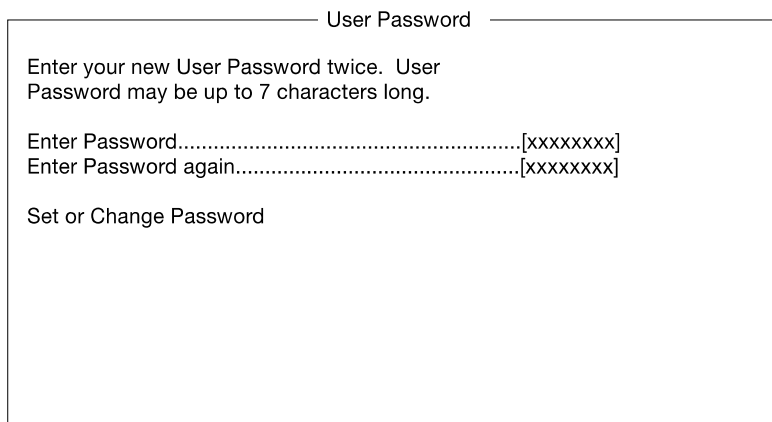 User Password
Enter your new User Password twice.  User
Password may be up to 7 characters long.
Enter Password..........................................................[xxxxxxxx]
Enter Password again................................................[xxxxxxxx]
Set or Change Password